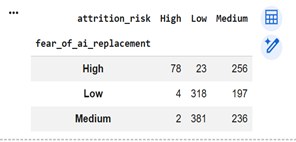 attrition_risk High Low Medium
fear_of_ai_replacement
High 78 23 256
Low 4 318 197
Medium 2 381 236